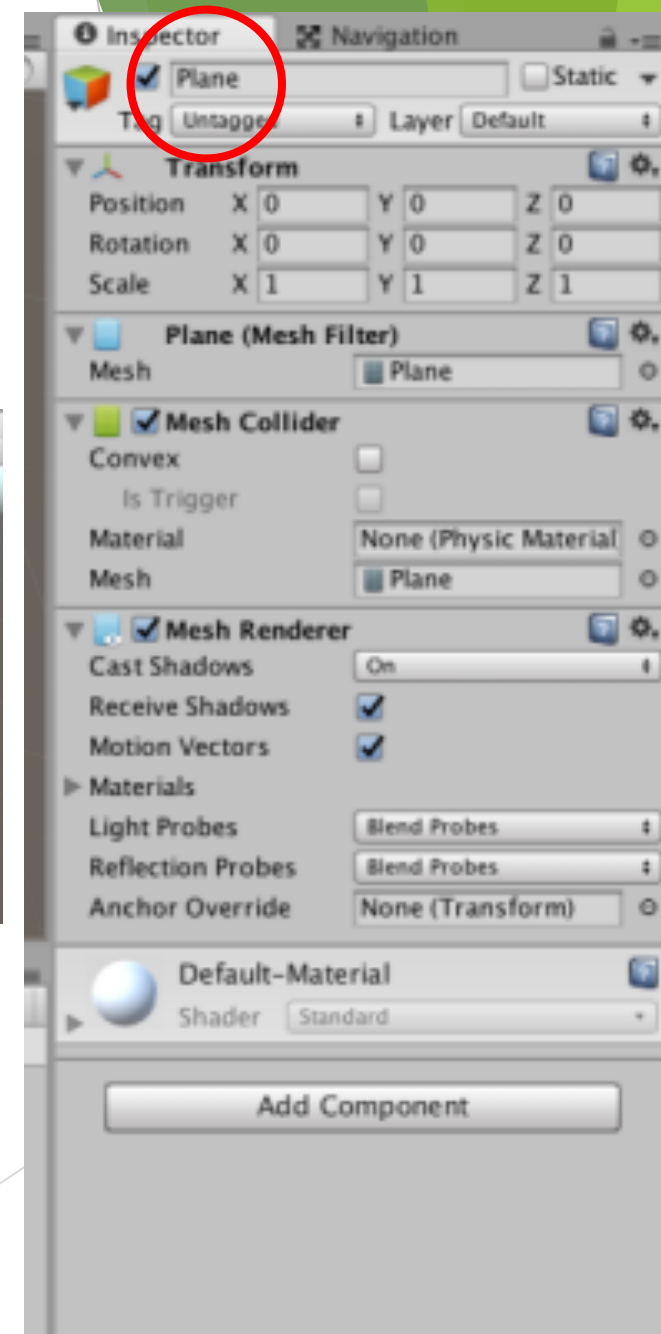 Inspector Navigation
Plane Static
Tag Untagged Layer Default
Transform
Position X 0 Y 0 Z 0
Rotation X 0 Y 0 Z 0
Scale X 1 Y 1 Z 1
Plane (Mesh Filter)
Mesh Plane
Mesh Collider
Convex
Is Trigger
Material None (Physic Material
Mesh Plane
Mesh Renderer
Cast Shadows On
Receive Shadows
Motion Vectors
Materials
Light Probes Blend Probes
Reflection Probes Blend Probes
Anchor Override None (Transform)
Default-Material
Shader Standard
Add Component